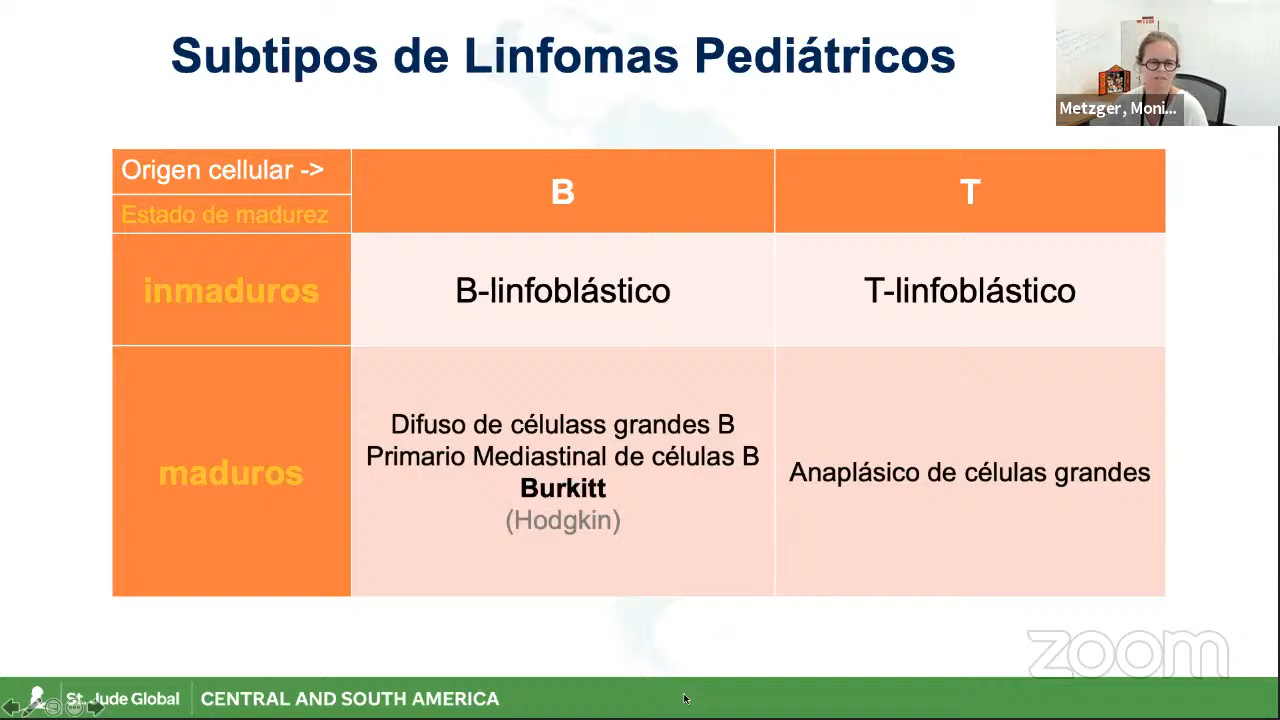 Subtipos de Linfomas Pediátricos
Metzger, Moni...
Origen cellular ->
B
T
Estado de madurez
inmaduros
B-linfoblástico
T-linfoblástico
maduros
Difuso de célulass grandes B
Primario Mediastinal de células B
Burkitt
(Hodgkin)
Anaplásico de células grandes
zoom
St. Jude Global
CENTRAL AND SOUTH AMERICA